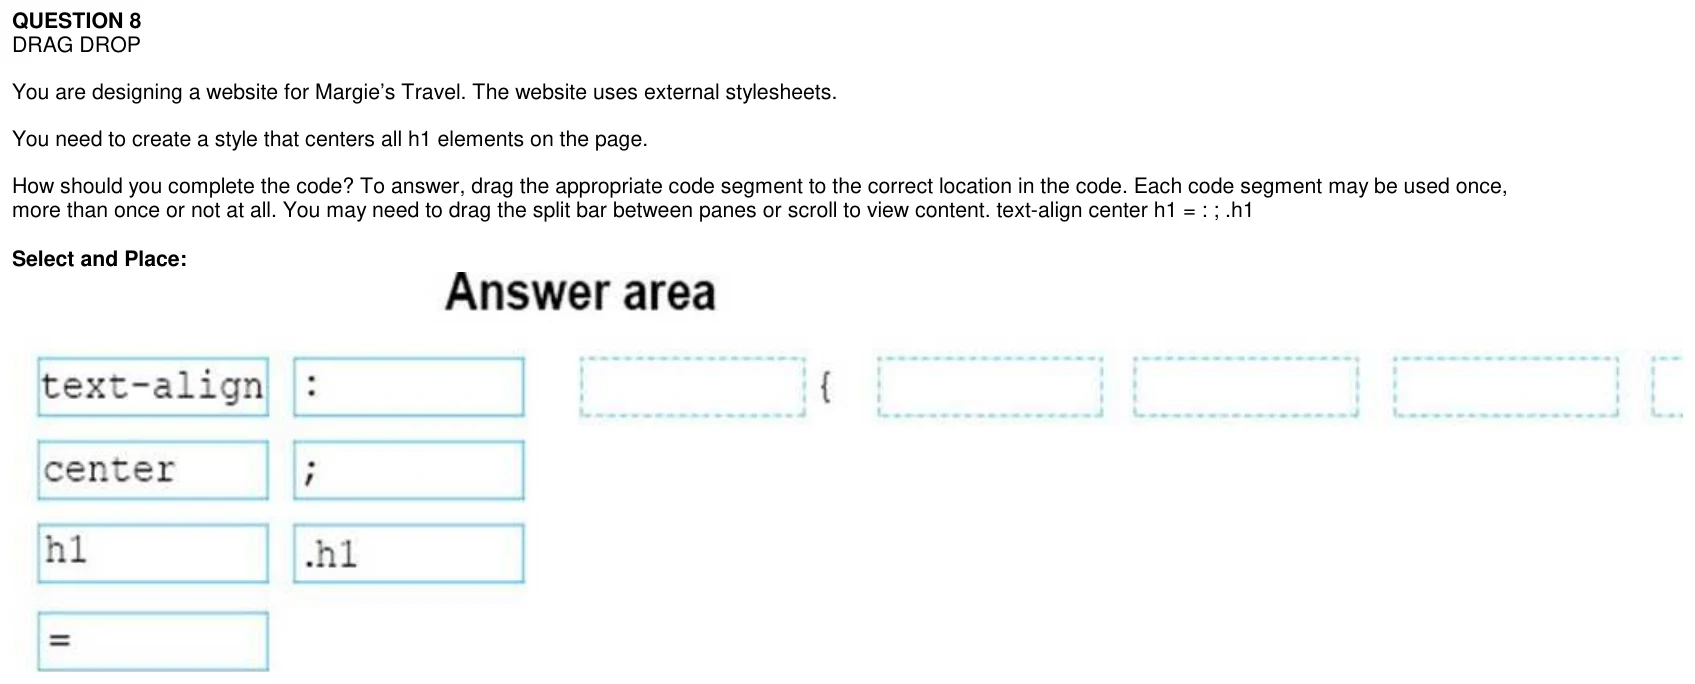 QUESTION 8
DRAG DROP
You are designing a website for Margie’s Travel. The website uses external stylesheets.
You need to create a style that centers all h1 elements on the page.
How should you complete the code? To answer, drag the appropriate code segment to the correct location in the code. Each code segment may be used once,
more than once or not at all. You may need to drag the split bar between panes or scroll to view content. text-align center h1 = : ; .h1
Select and Place:
Answer area
text-align : {
center ;
h1 .h1
=